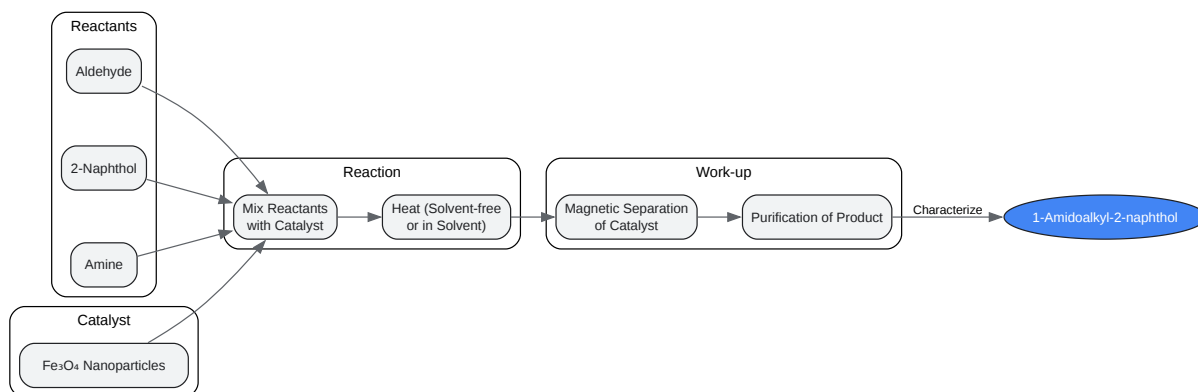 Reactants
Aldehyde
2-Naphthol
Amine
Catalyst
Fe₃O₄ Nanoparticles
Reaction
Mix Reactants
with Catalyst
Heat (Solvent-free
or in Solvent)
Work-up
Magnetic Separation
of Catalyst
Purification of Product
Characterize
1-Amidoalkyl-2-naphthol